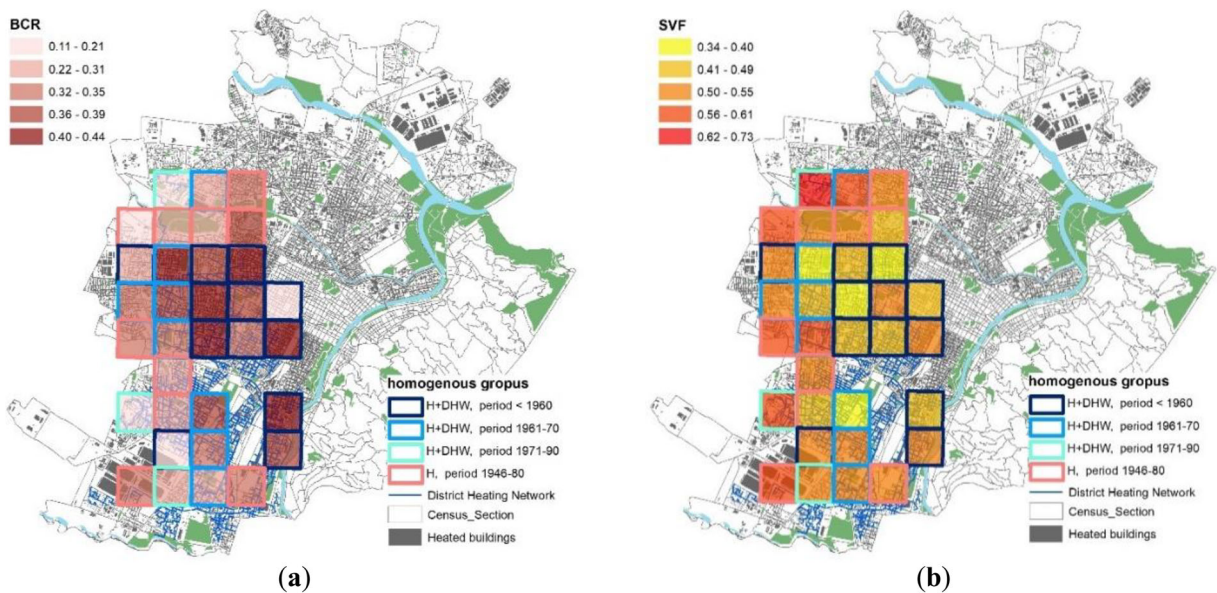 BCR
0.11 - 0.21
0.22 - 0.31
0.32 - 0.35
0.36 - 0.39
0.40 - 0.44
homogenous gropus
H+DHW, period < 1960
H+DHW, period 1961-70
H+DHW, period 1971-90
H, period 1946-80
District Heating Network
Census_Section
Heated buildings
(a)
SVF
0.34 - 0.40
0.41 - 0.49
0.50 - 0.55
0.56 - 0.61
0.62 - 0.73
homogenous gropus
H+DHW, period < 1960
H+DHW, period 1961-70
H+DHW, period 1971-90
H, period 1946-80
District Heating Network
Census_Section
Heated buildings
(b)